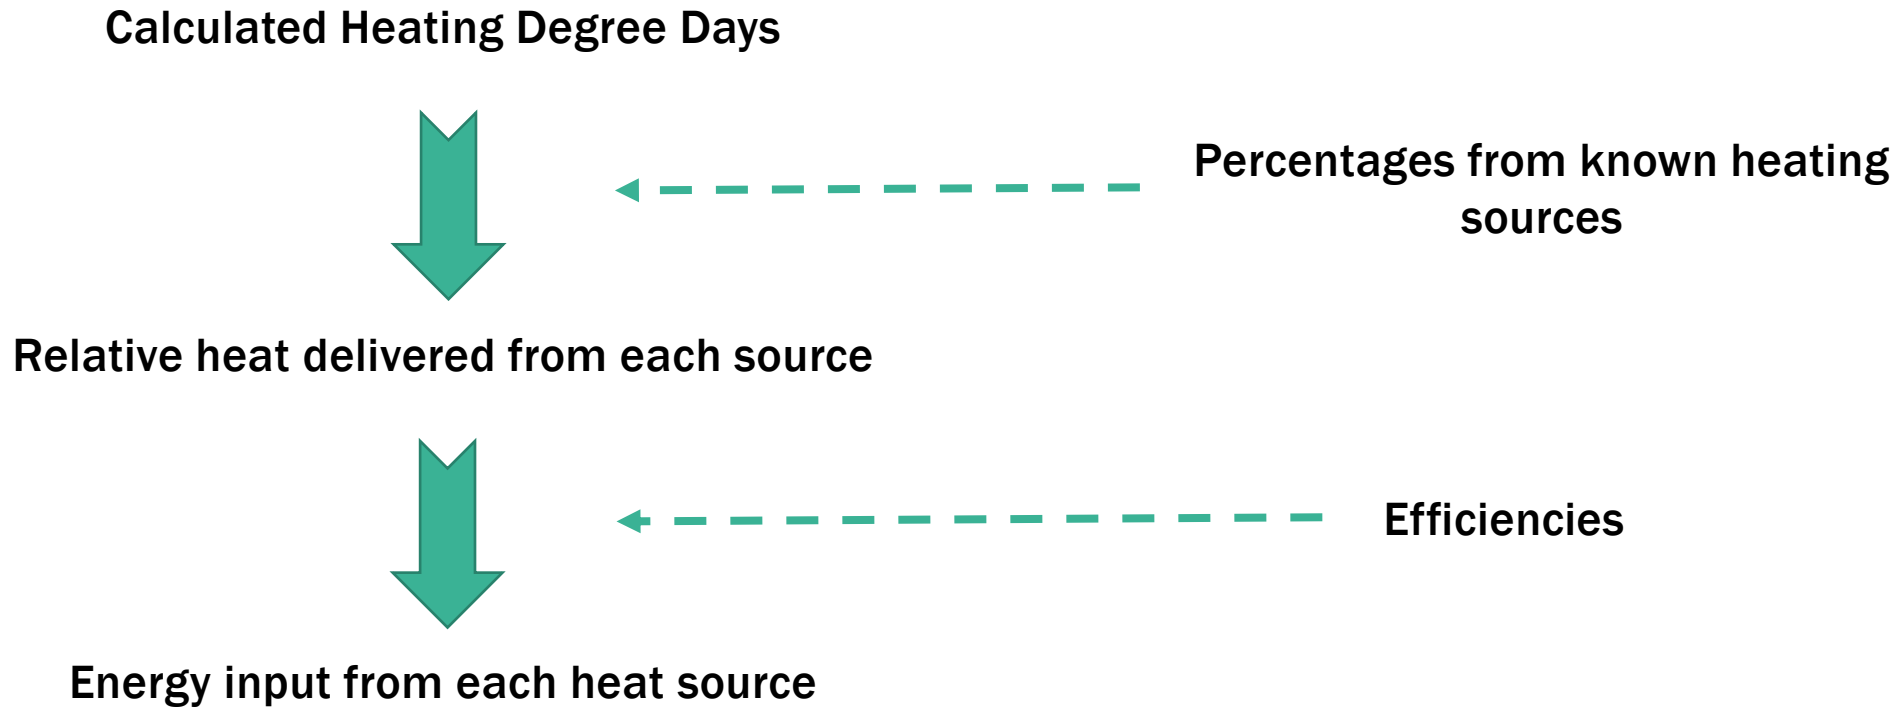 Calculated Heating Degree Days
Percentages from known heating
sources
Relative heat delivered from each source
Efficiencies
Energy input from each heat source